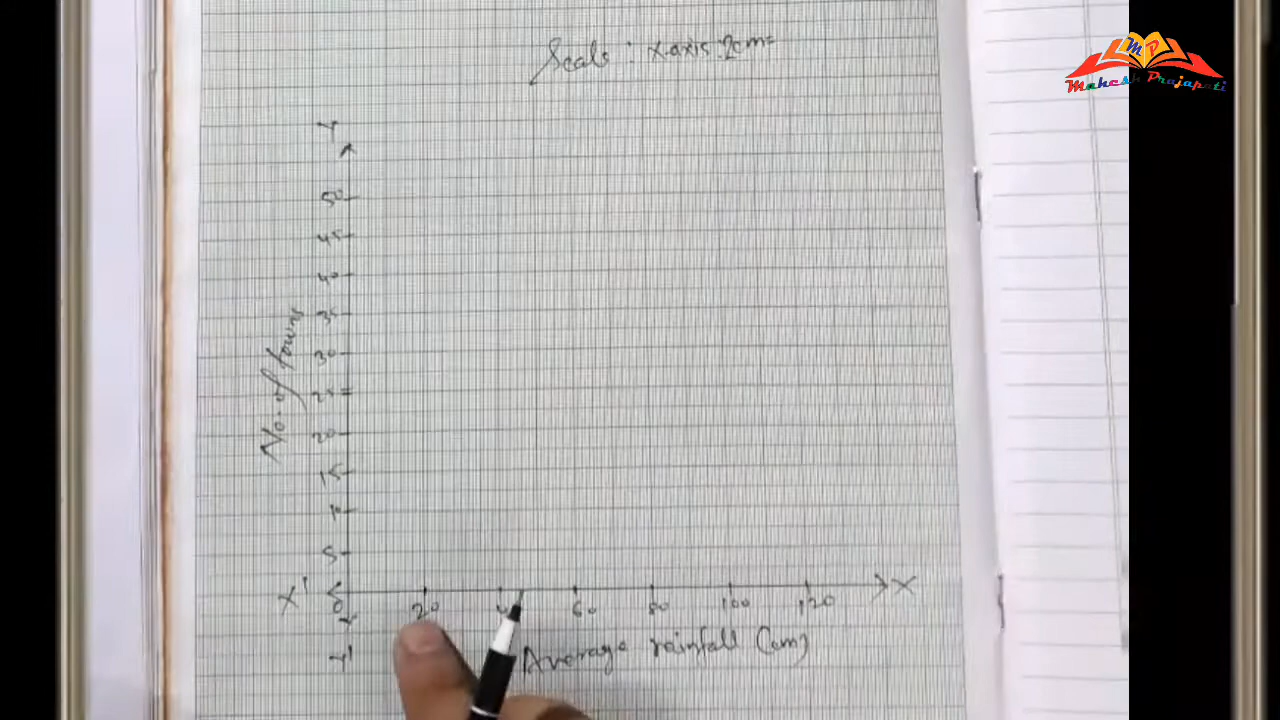 MP
Mahesh Prajapati
Scale : X-axis 2cm=
Y
50
45
40
35
30
25
20
15
10
5
No. of towns
X'
0
20
60
80
100
120
X
Y'
Average rainfall (cm)